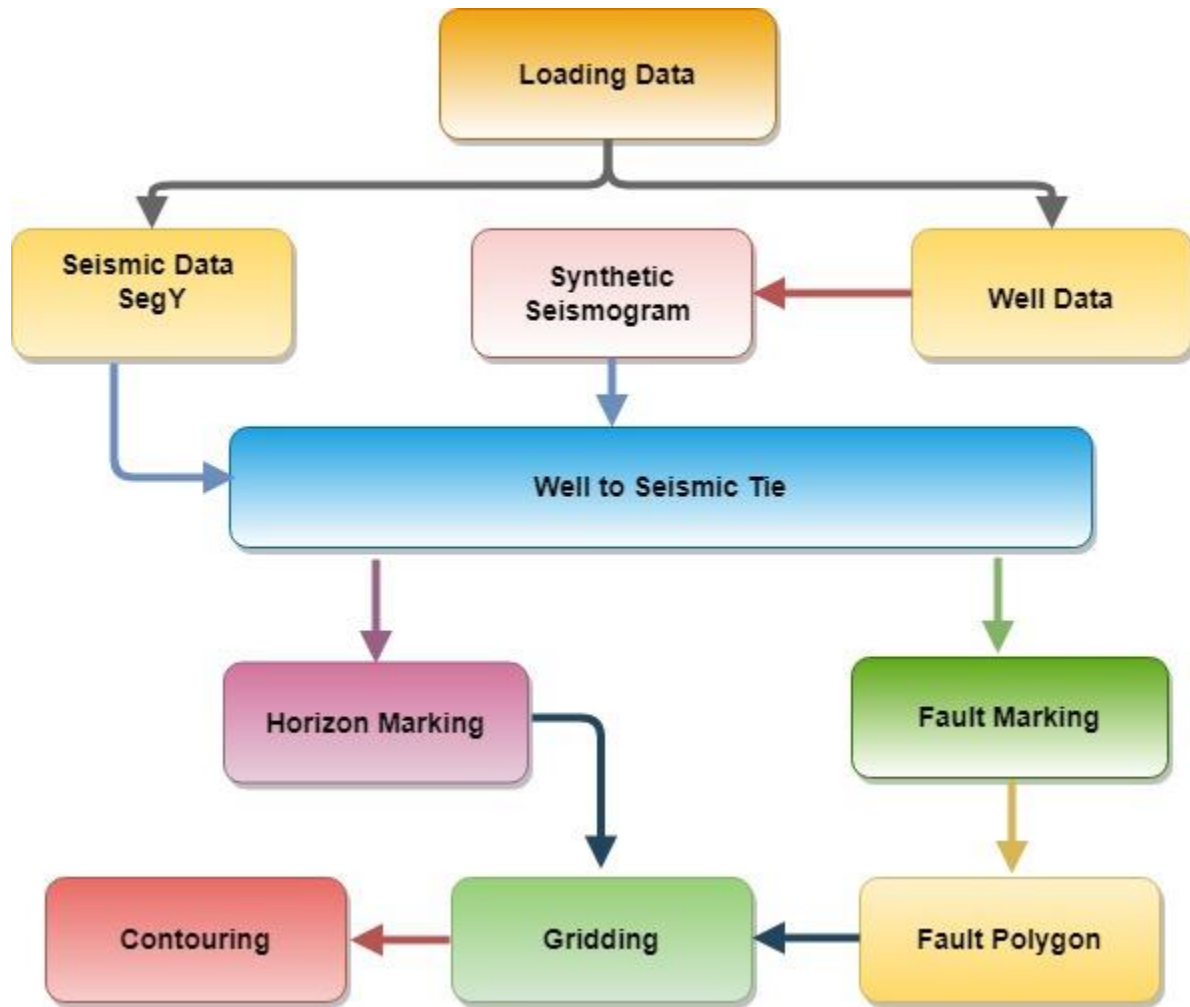 Loading Data
Seismic Data
SegY
Synthetic
Seismogram
Well Data
Well to Seismic Tie
Horizon Marking
Fault Marking
Contouring
Gridding
Fault Polygon